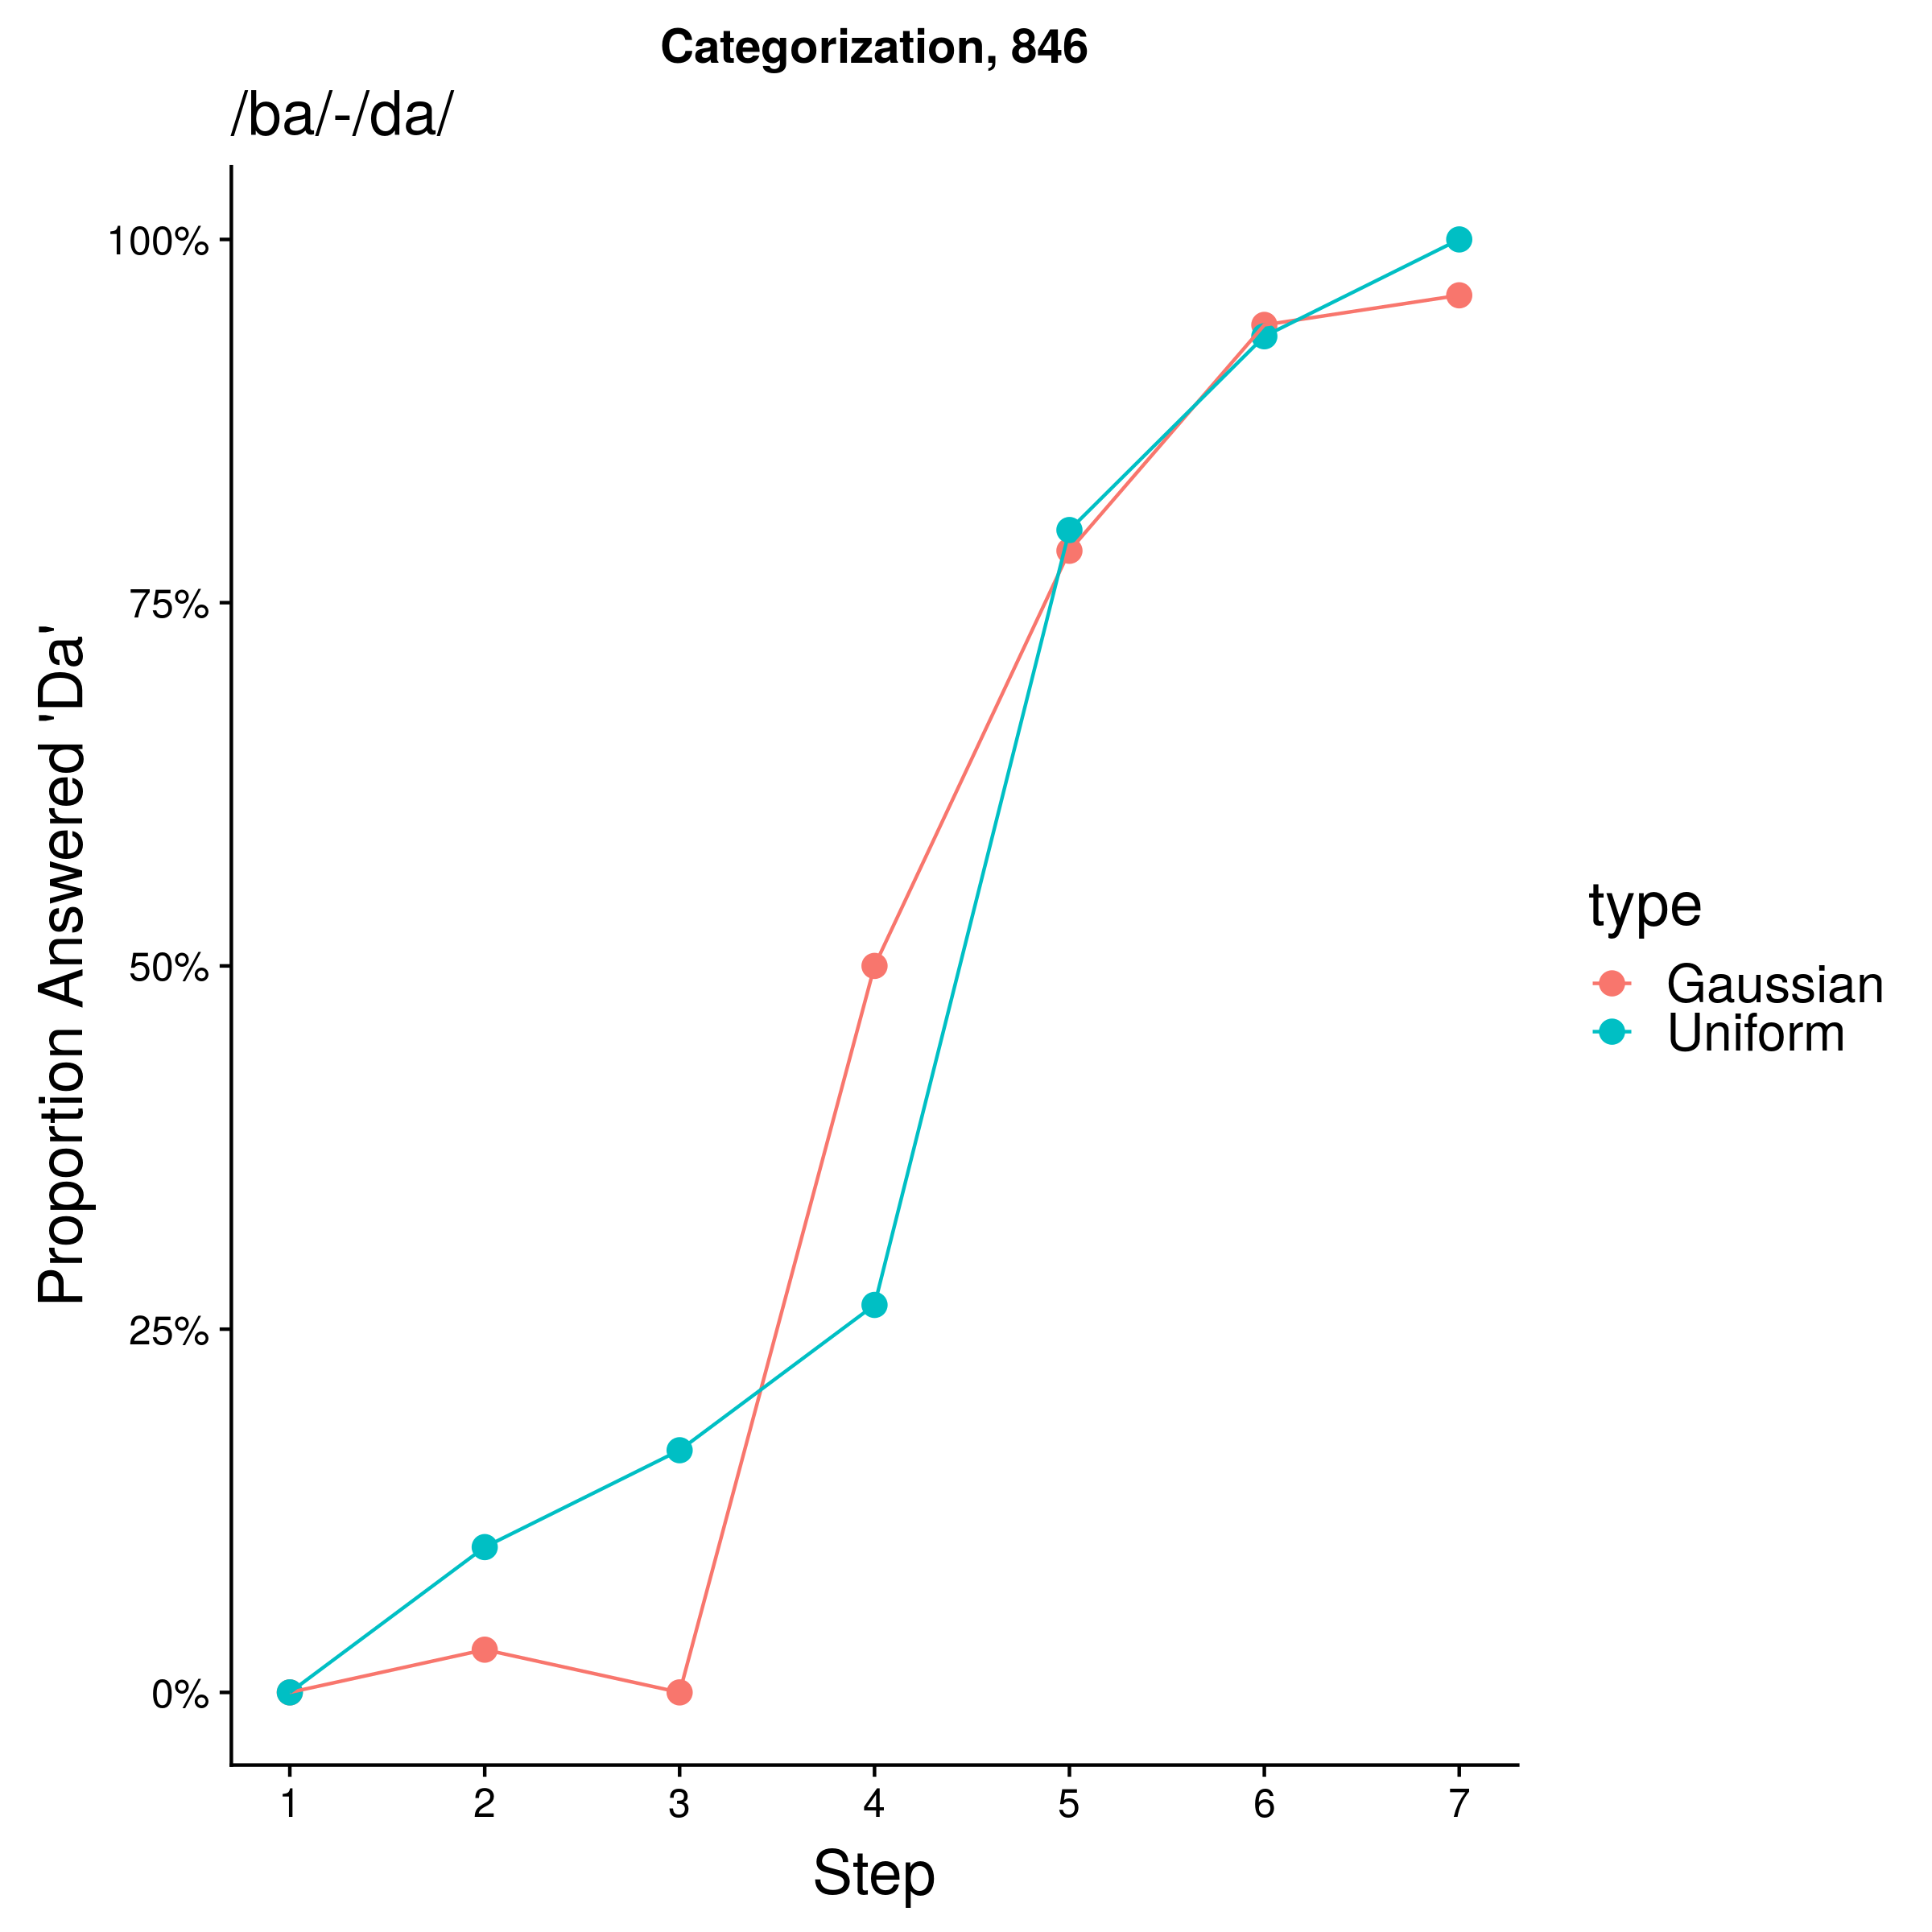 Categorization, 846
/ba/-/da/
Proportion Answered 'Da'
100%
75%
50%
25%
0%
1 2 3 4 5 6 7
Step
type
Gaussian
Uniform